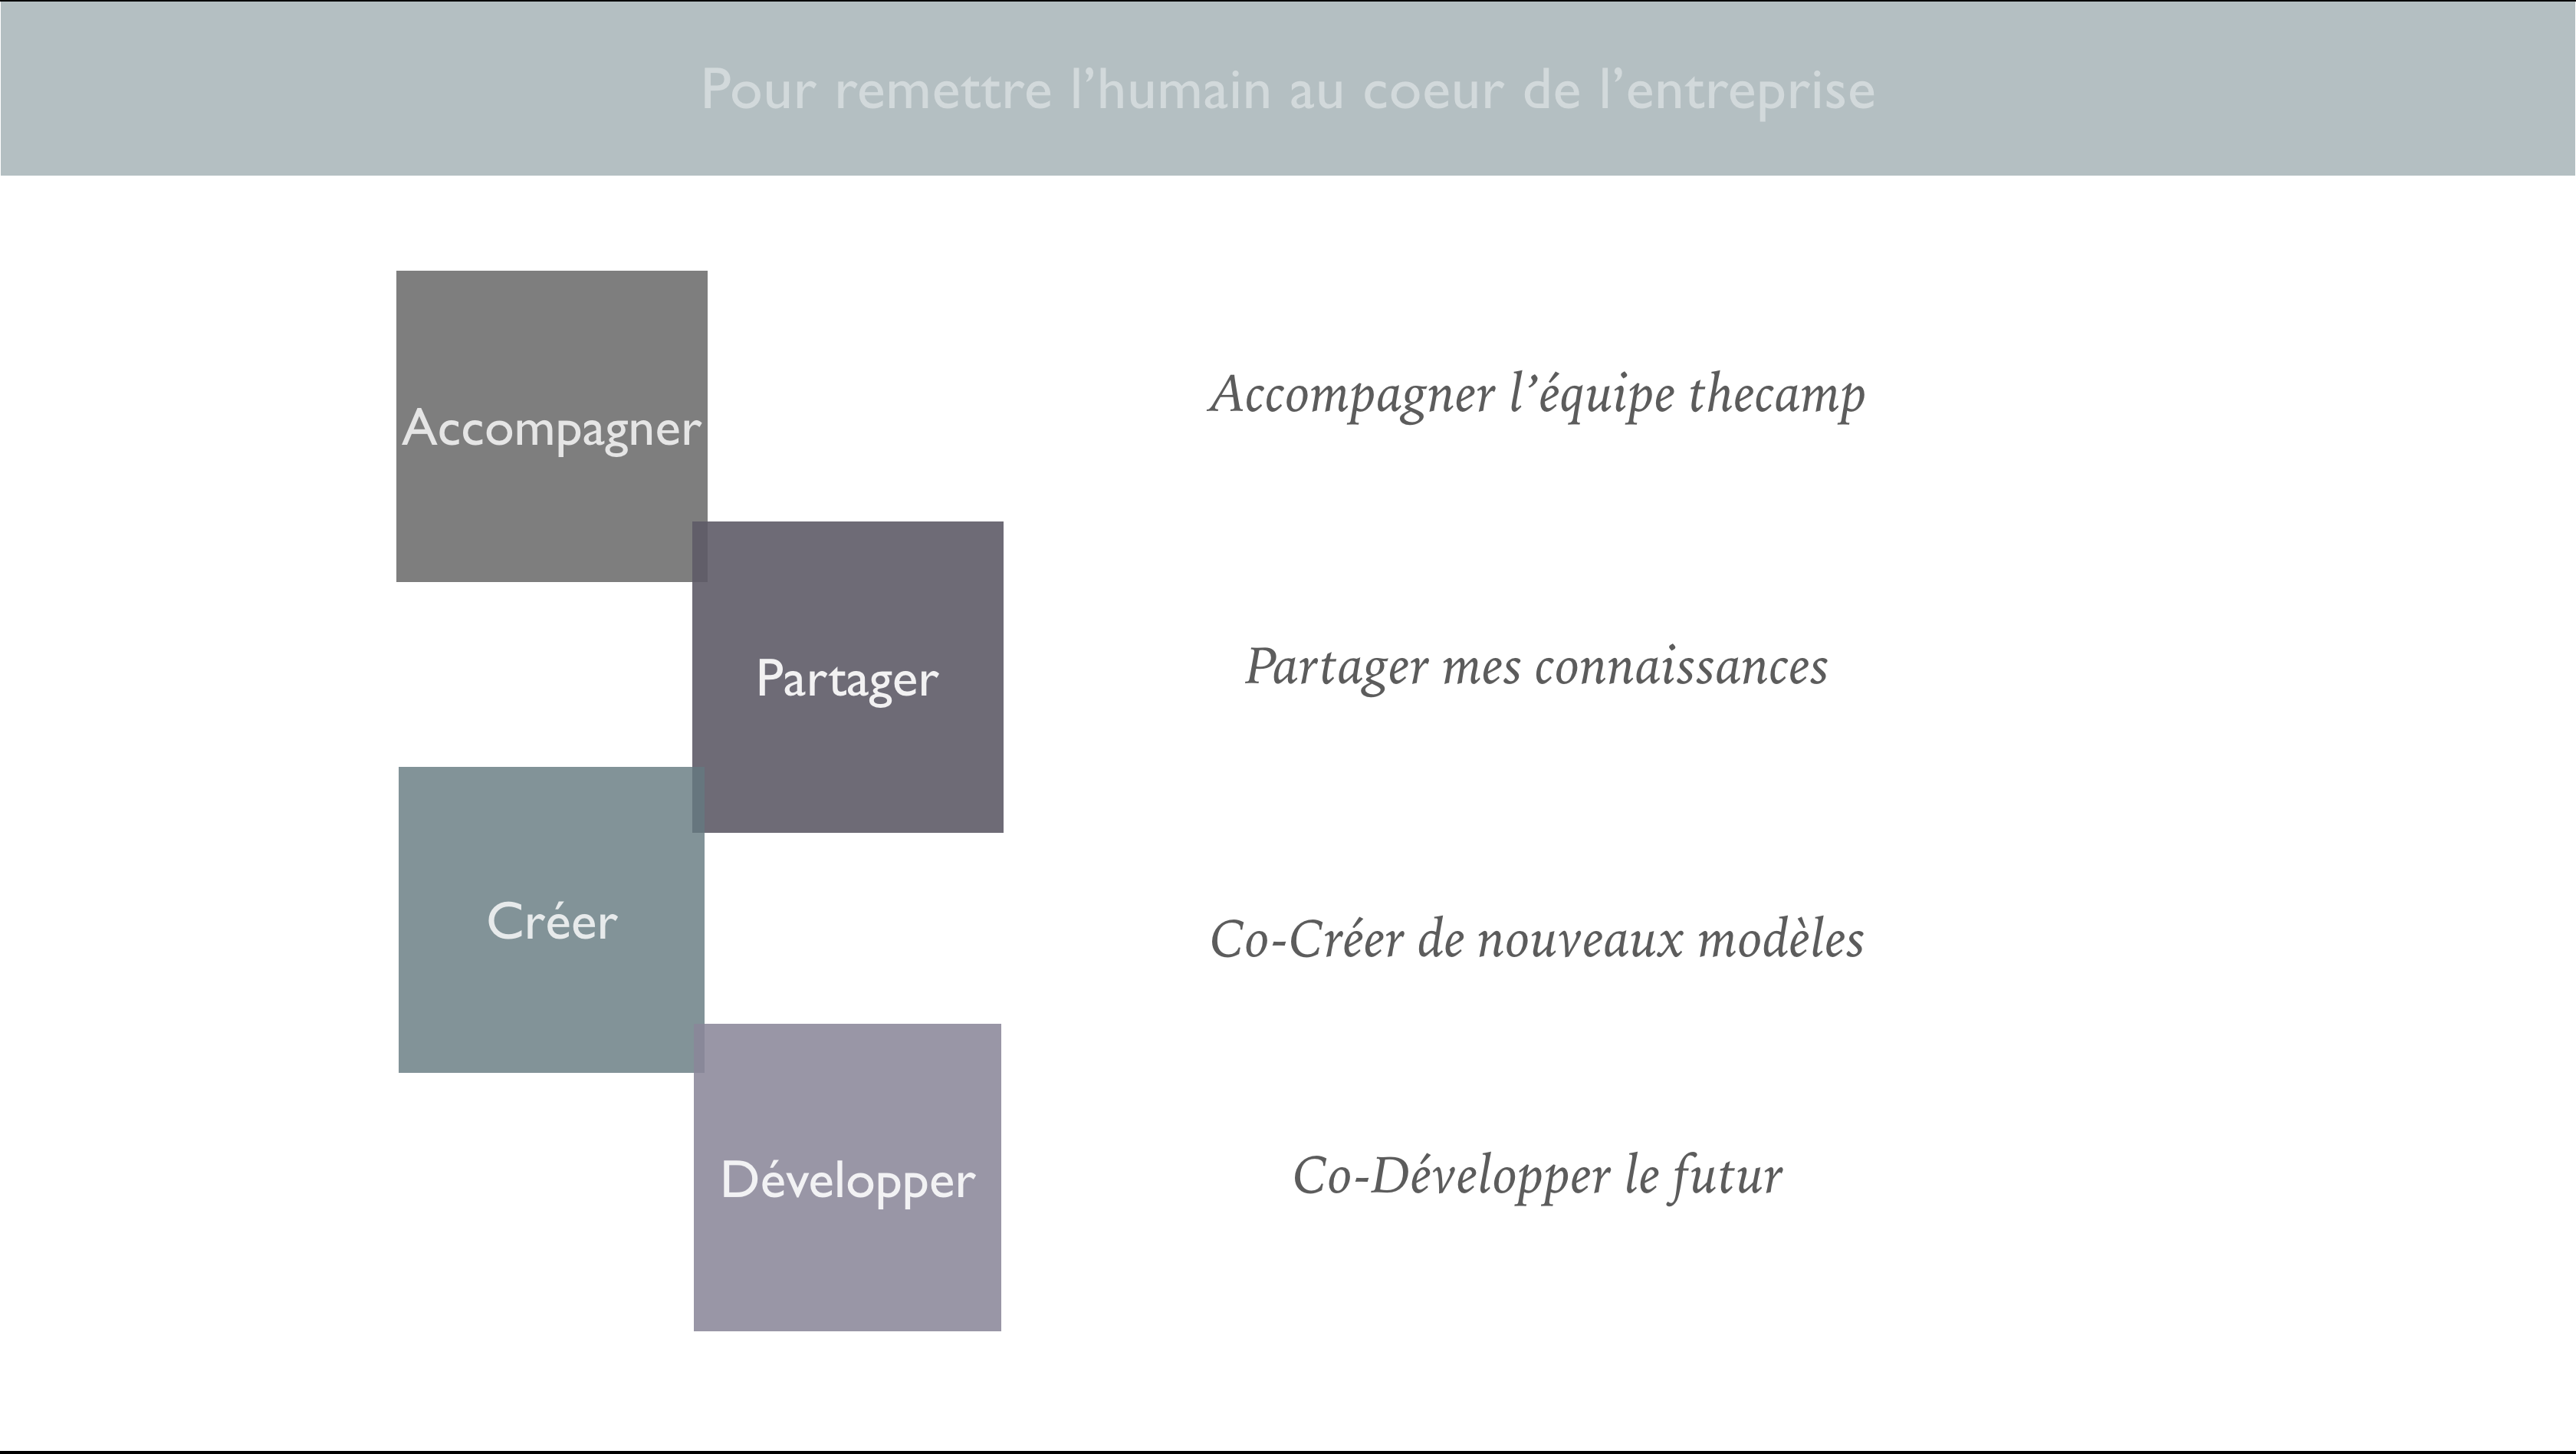 Pour remettre l’humain au coeur de l’entreprise
Accompagner
Accompagner l’équipe thecamp
Partager
Partager mes connaissances
Créer
Co-Créer de nouveaux modèles
Développer
Co-Développer le futur